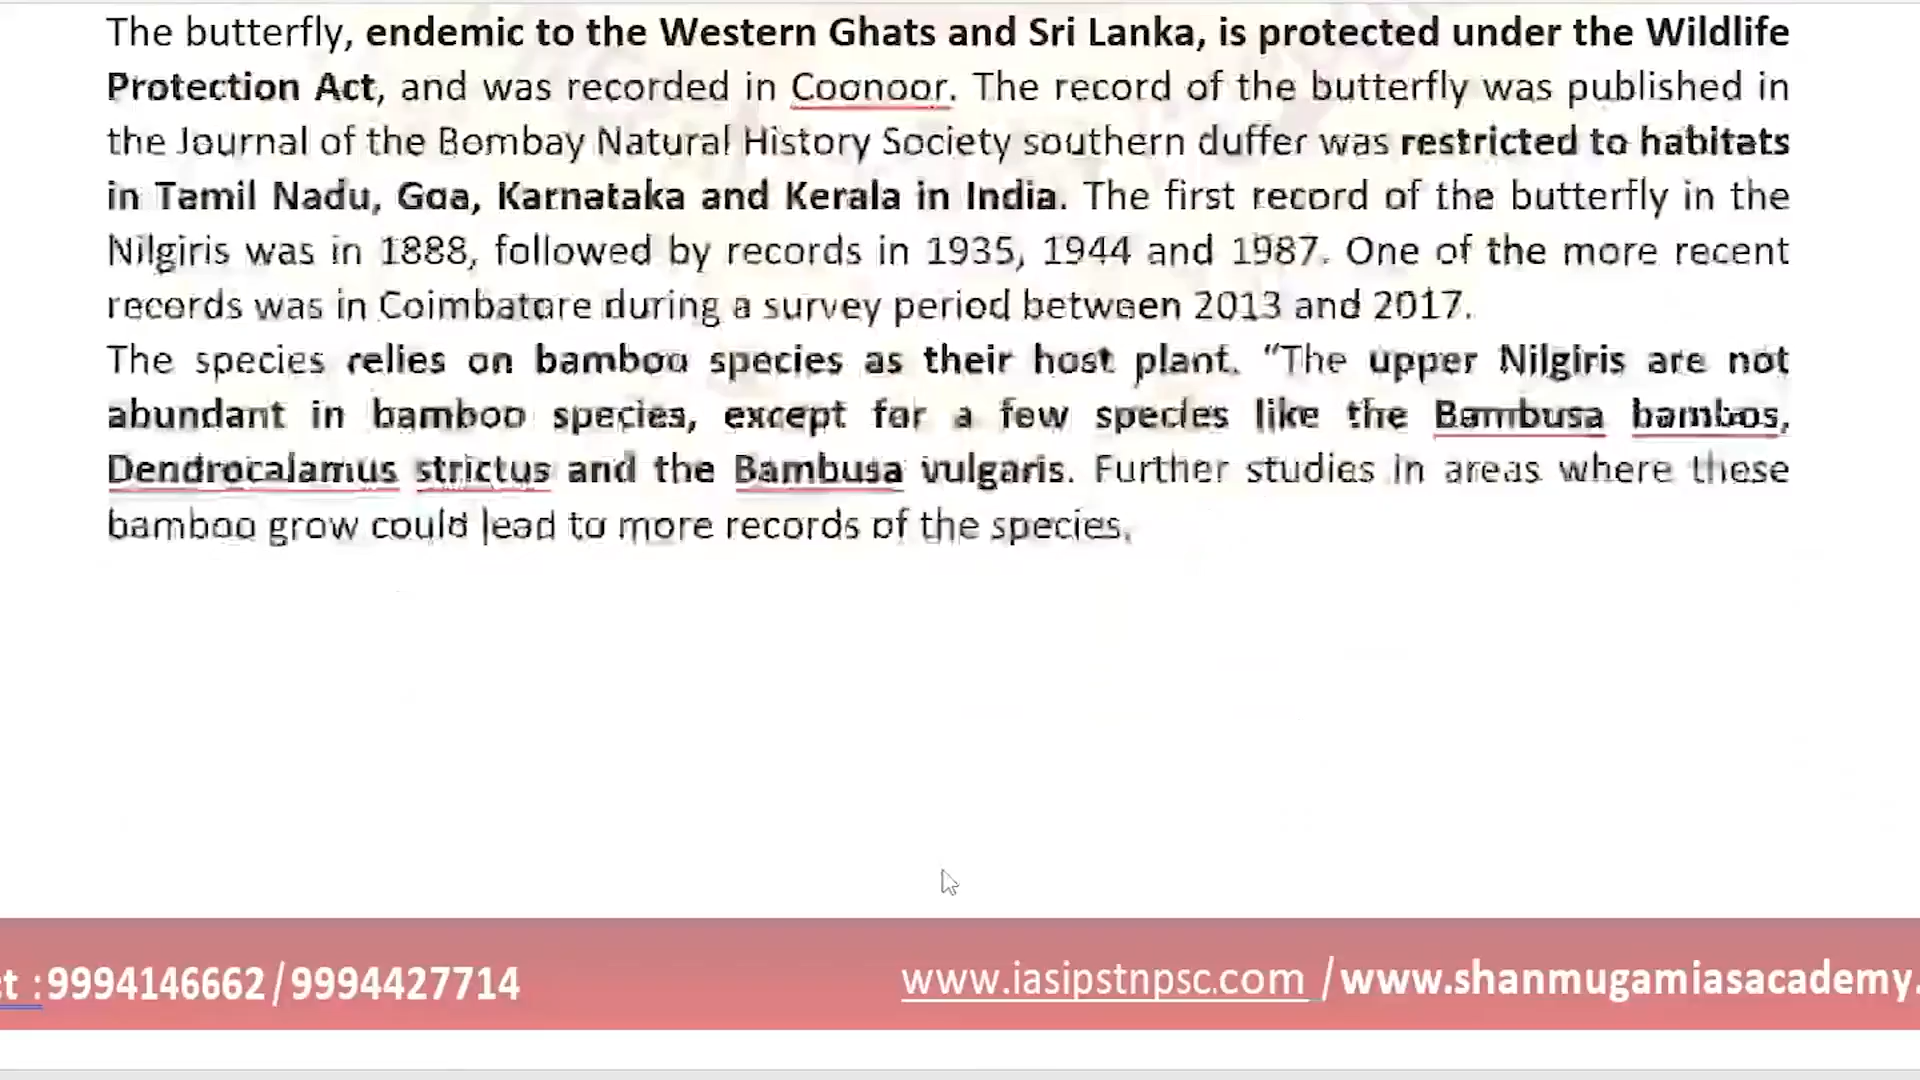 The butterfly, endemic to the Western Ghats and Sri Lanka, is protected under the Wildlife
Protection Act, and was recorded in Coonoor. The record of the butterfly was published in
the Journal of the Bombay Natural History Society southern duffer was restricted to habitats
in Tamil Nadu, Goa, Karnataka and Kerala in India. The first record of the butterfly in the
Nilgiris was in 1888, followed by records in 1935, 1944 and 1987. One of the more recent
records was in Coimbatore during a survey period between 2013 and 2017.
The species relies on bamboo species as their host plant. “The upper Nilgiris are not
abundant in bamboo species, except for a few species like the Bambusa bambos,
Dendrocalamus strictus and the Bambusa vulgaris. Further studies in areas where these
bamboo grow could lead to more records of the species.
et :9994146662/9994427714
www.iasipstnpsc.com /www.shanmugamiasacademy.